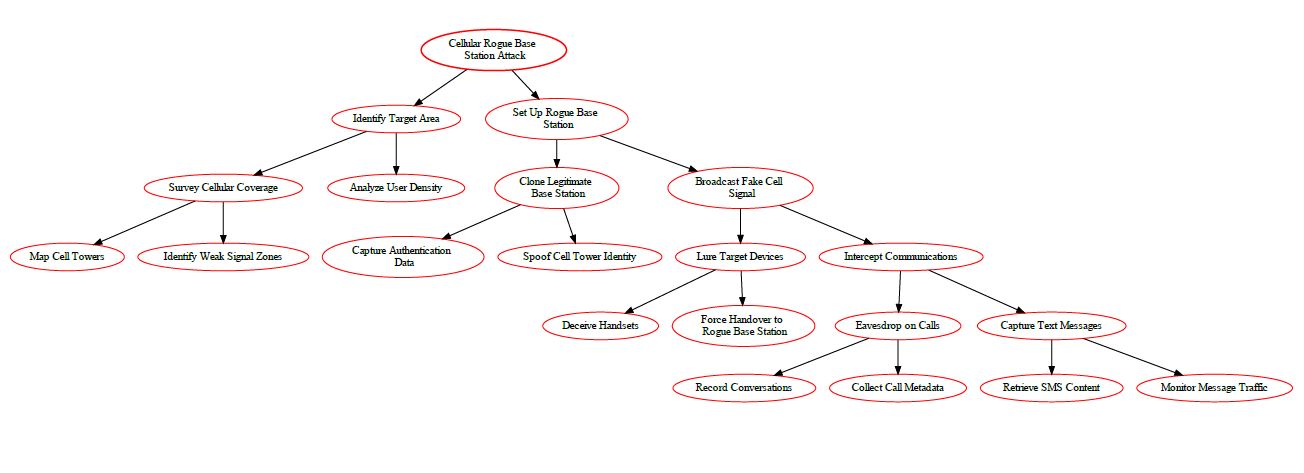 Cellular Rogue Base
Station Attack
Identify Target Area
Set Up Rogue Base
Station
Survey Cellular Coverage
Analyze User Density
Clone Legitimate
Base Station
Broadcast Fake Cell
Signal
Map Cell Towers
Identify Weak Signal Zones
Capture Authentication
Data
Spoof Cell Tower Identity
Lure Target Devices
Intercept Communications
Deceive Handsets
Force Handover to
Rogue Base Station
Eavesdrop on Calls
Capture Text Messages
Record Conversations
Collect Call Metadata
Retrieve SMS Content
Monitor Message Traffic